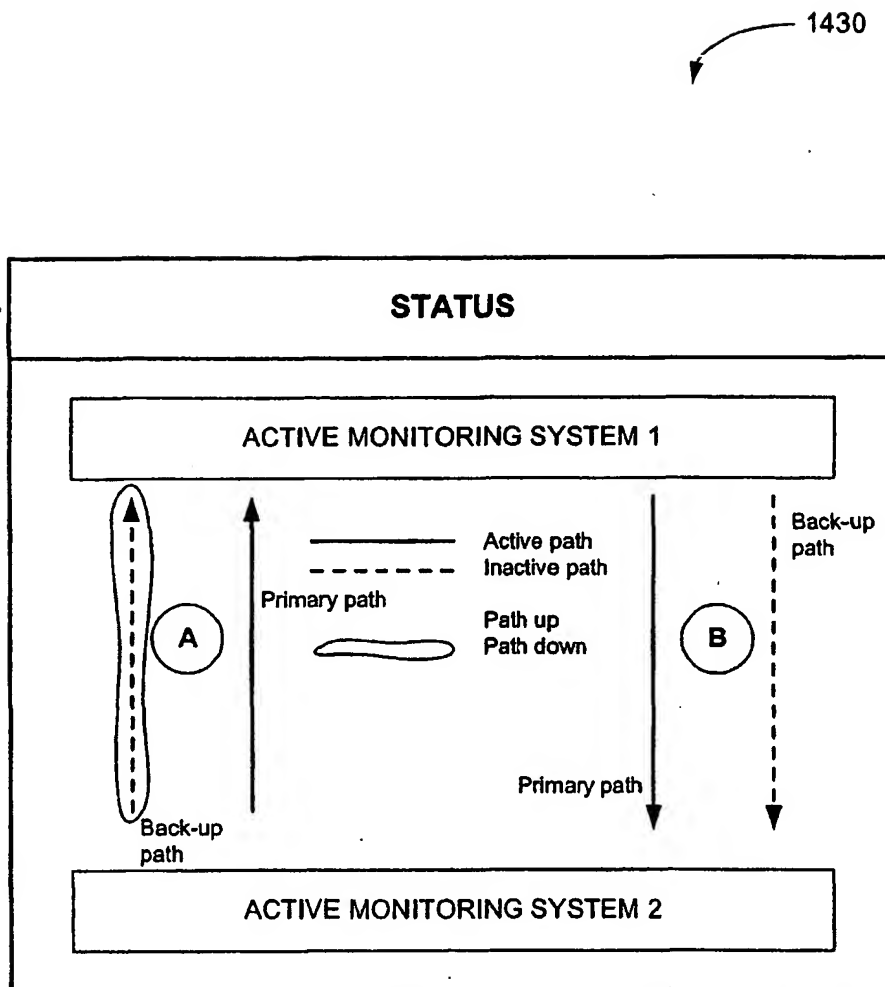 1430
STATUS
ACTIVE MONITORING SYSTEM 1
Active path
Inactive path
Back-up
path
Primary path
A
Path up
Path down
B
Primary path
Back-up
path
ACTIVE MONITORING SYSTEM 2